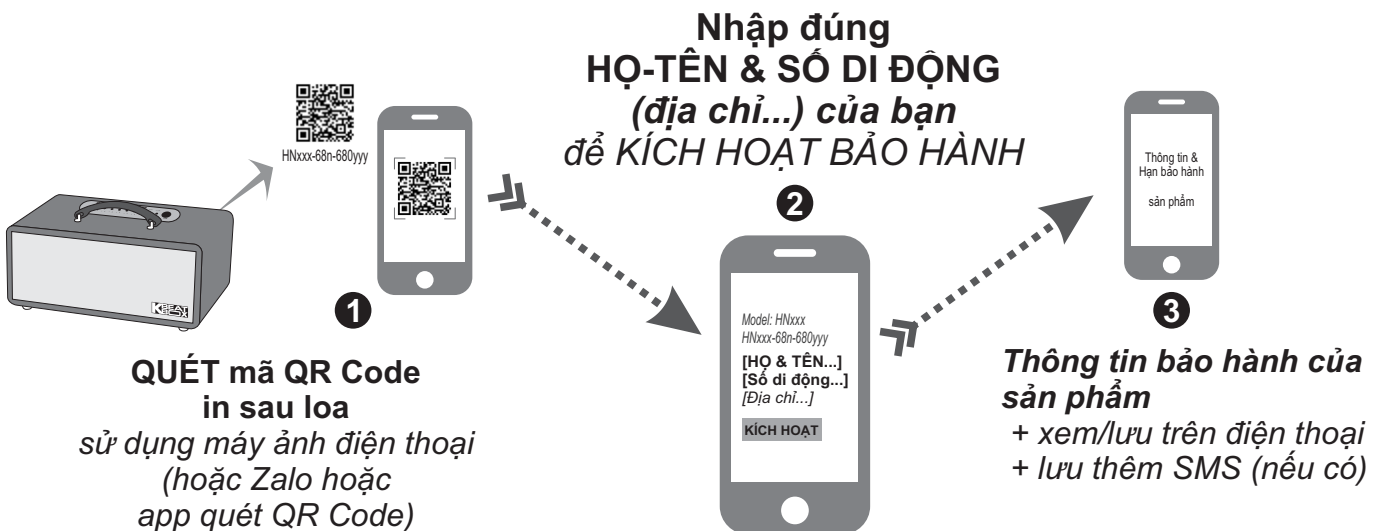 HNxxx-68n-680yyy
KBEATBOX
1
QUÉT mã QR Code
in sau loa
sử dụng máy ảnh điện thoại
(hoặc Zalo hoặc
app quét QR Code)
Nhập đúng
HỌ-TÊN & SỐ DI ĐỘNG
(địa chỉ...) của bạn
để KÍCH HOẠT BẢO HÀNH
2
Model: HNxxx
HNxxx-68n-680yyy
[HỌ & TÊN...]
[Số di động...]
[Địa chỉ...]
KÍCH HOẠT
Thông tin &
Hạn bảo hành
sản phẩm
3
Thông tin bảo hành của
sản phẩm
+ xem/lưu trên điện thoại
+ lưu thêm SMS (nếu có)